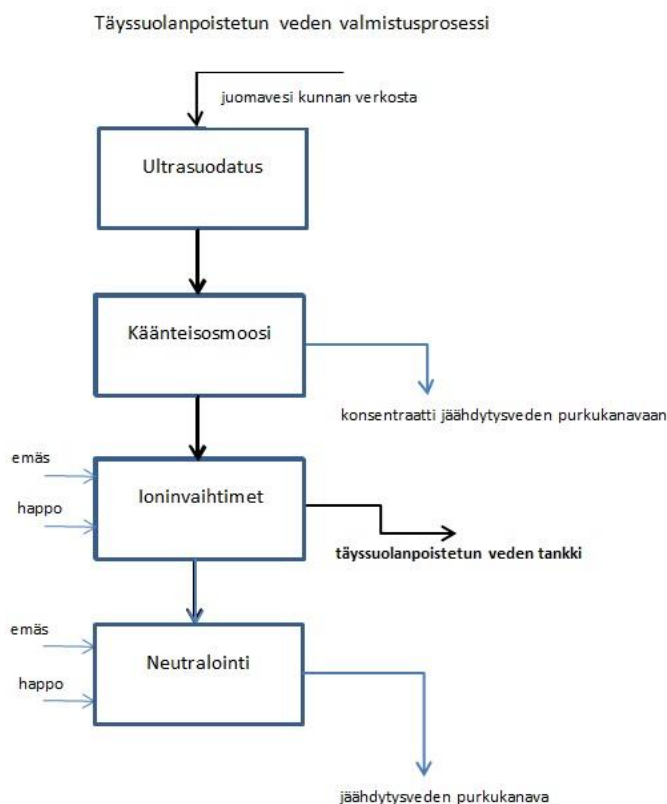 Täyssuolanpoistetun veden valmistusprosessi
juomavesi kunnan verkosta
Ultrasuodatus
Käänteisosmoosi
konsentraatti jäähdytysveden purkukanavaan
emäs
happo
Ioninvaihtimet
täyssuolanpoistetun veden tankki
emäs
happo
Neutralointi
jäähdytysveden purkukanava